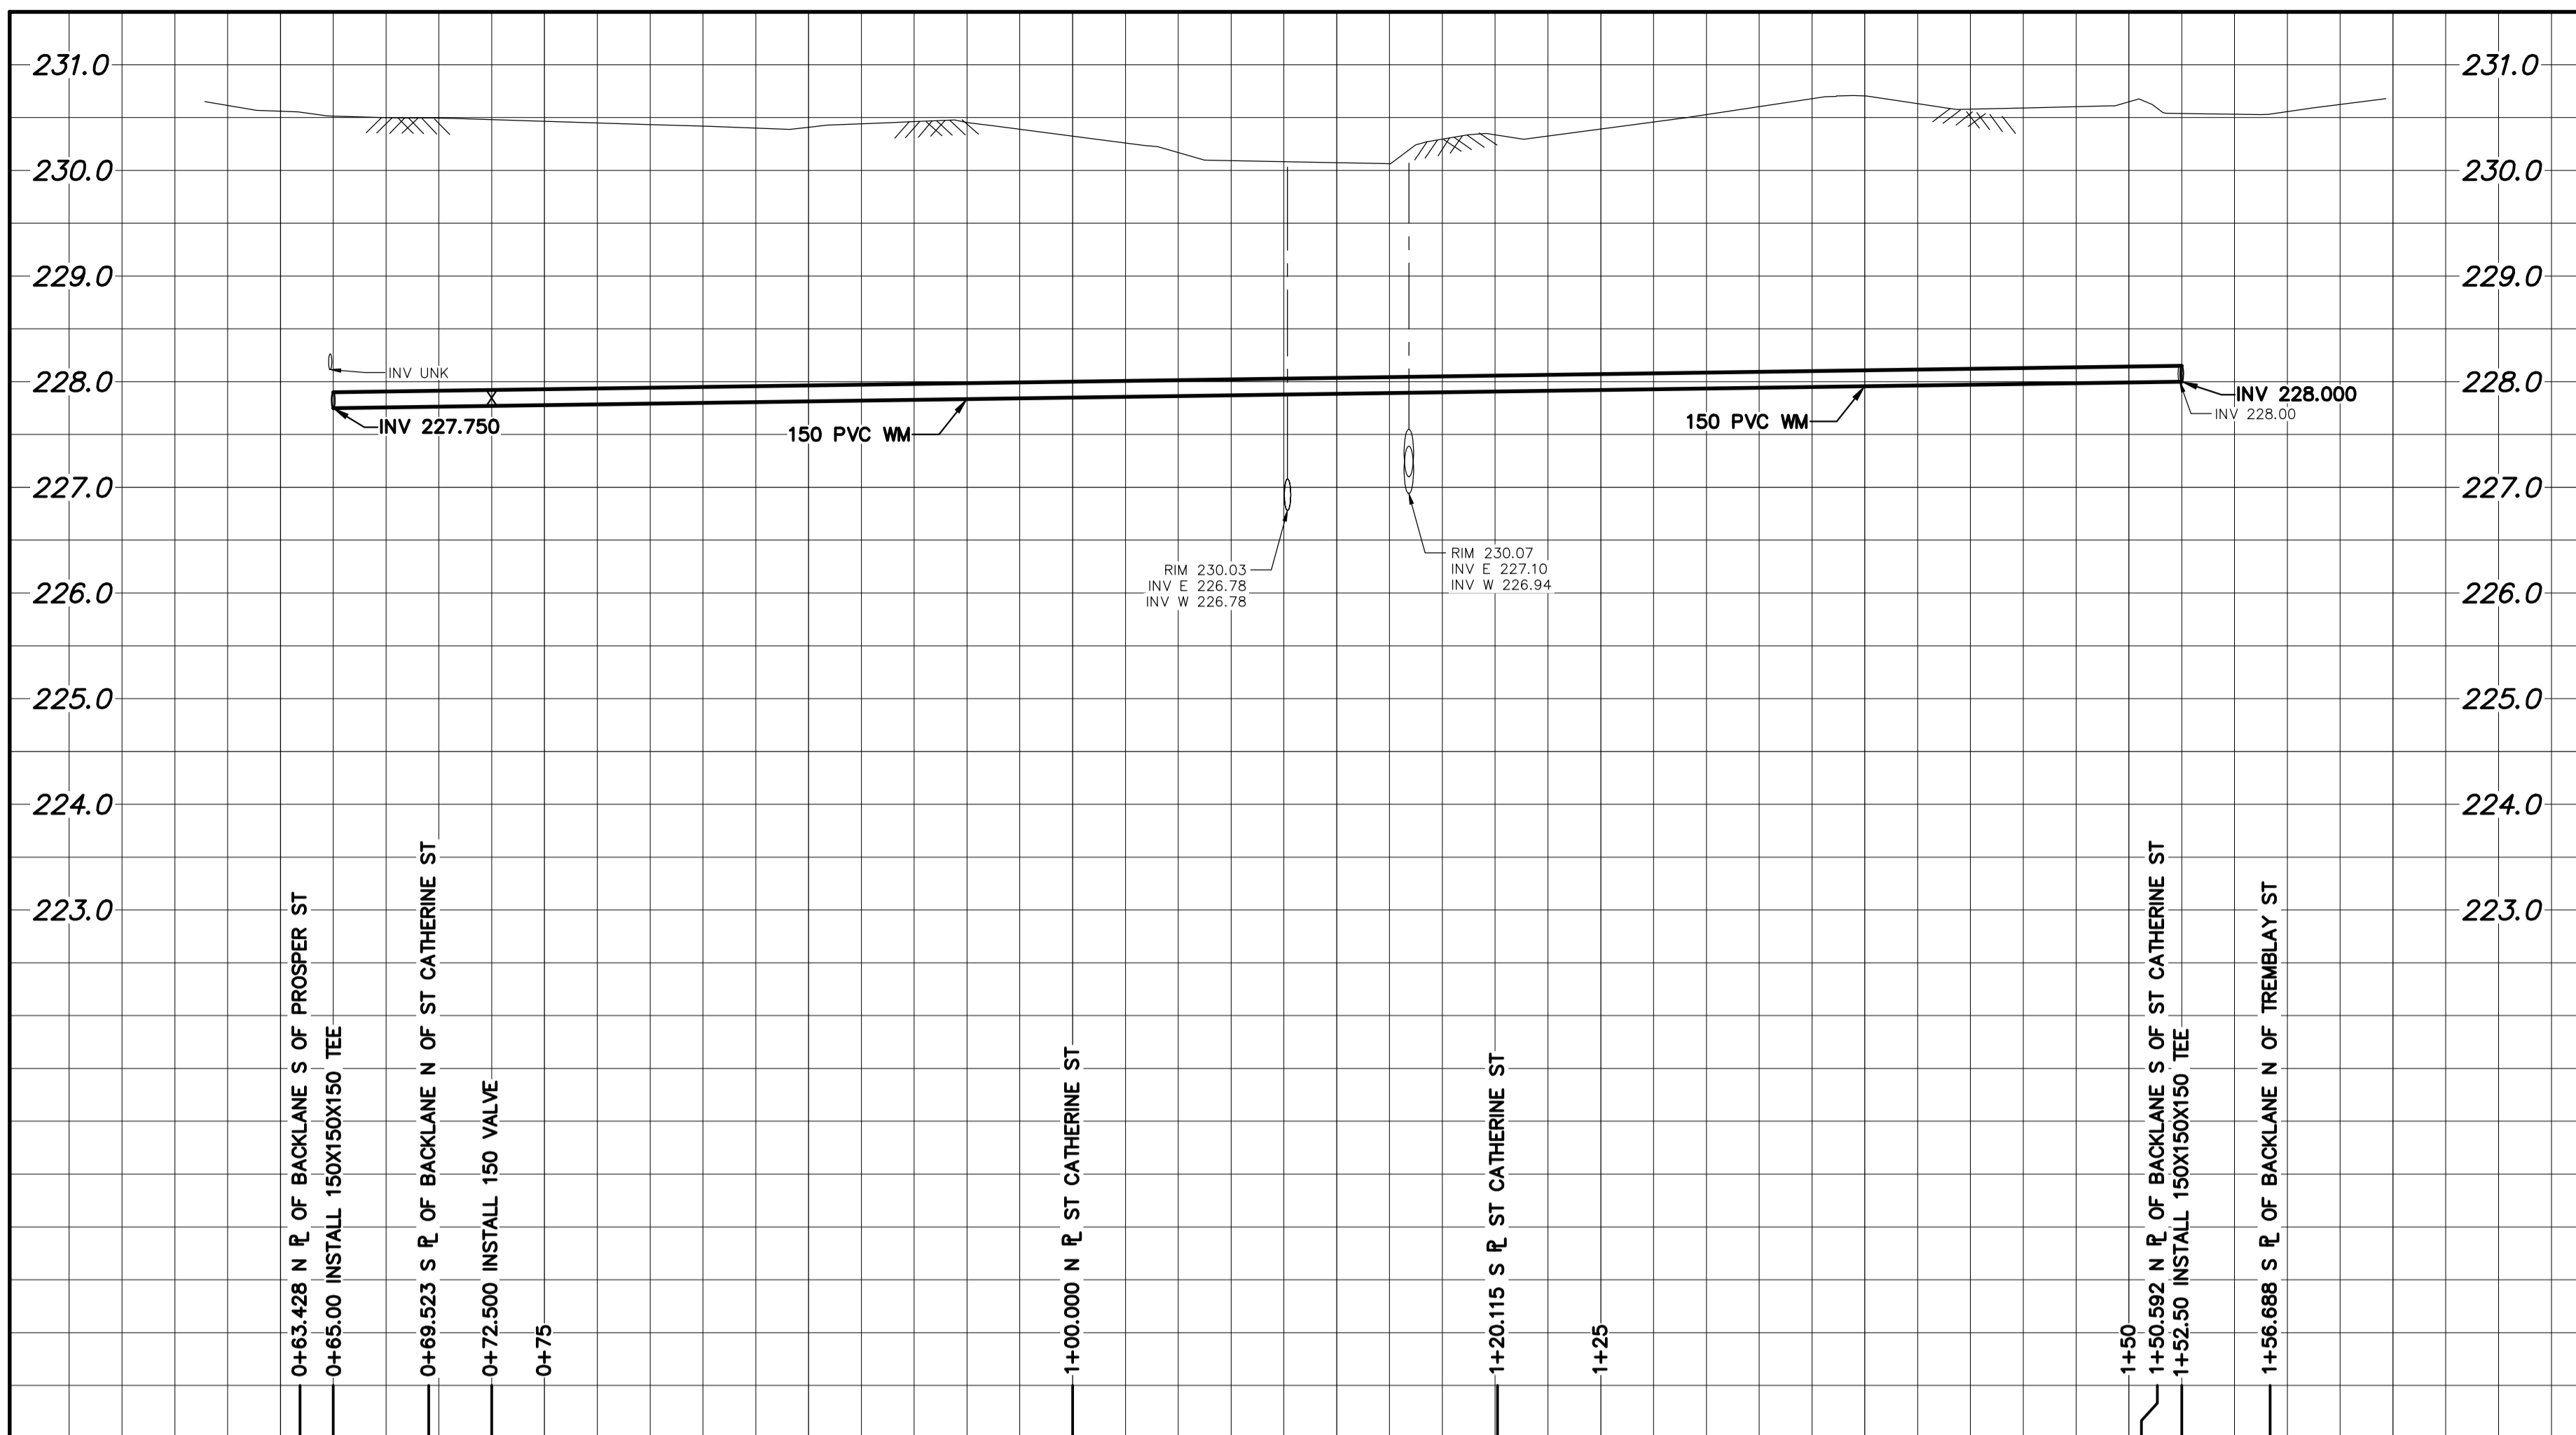 231.0 231.0
230.0 230.0
229.0 229.0
INV UNK
228.0 228.0
INV 228.000
INV 228.00
INV 227.750
150 PVC WM
150 PVC WM
227.0 227.0
RIM 230.03
INV E 226.78
INV W 226.78
RIM 230.07
INV E 227.10
INV W 226.94
226.0 226.0
225.0 225.0
224.0 224.0
223.0 223.0
0+63.428 N PL OF BACKLANE S OF PROSPER ST
0+65.00 INSTALL 150X150X150 TEE
0+69.523 S PL OF BACKLANE N OF ST CATHERINE ST
0+72.500 INSTALL 150 VALVE
0+75
1+00.000 N PL ST CATHERINE ST
1+20.115 S PL ST CATHERINE ST
1+25
1+50
1+50.592 N PL OF BACKLANE S OF ST CATHERINE ST
1+52.50 INSTALL 150X150X150 TEE
1+56.688 S PL OF BACKLANE N OF TREMBLAY ST